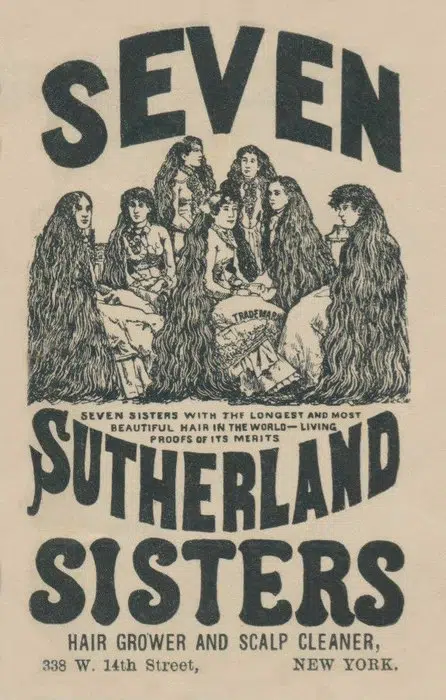 SEVEN
TRADEMARK
SEVEN SISTERS WITH THE LONGEST AND MOST
BEAUTIFUL HAIR IN THE WORLD—LIVING
PROOFS OF ITS MERITS
SUTHERLAND
SISTERS
HAIR GROWER AND SCALP CLEANER,
338 W. 14th Street, NEW YORK.